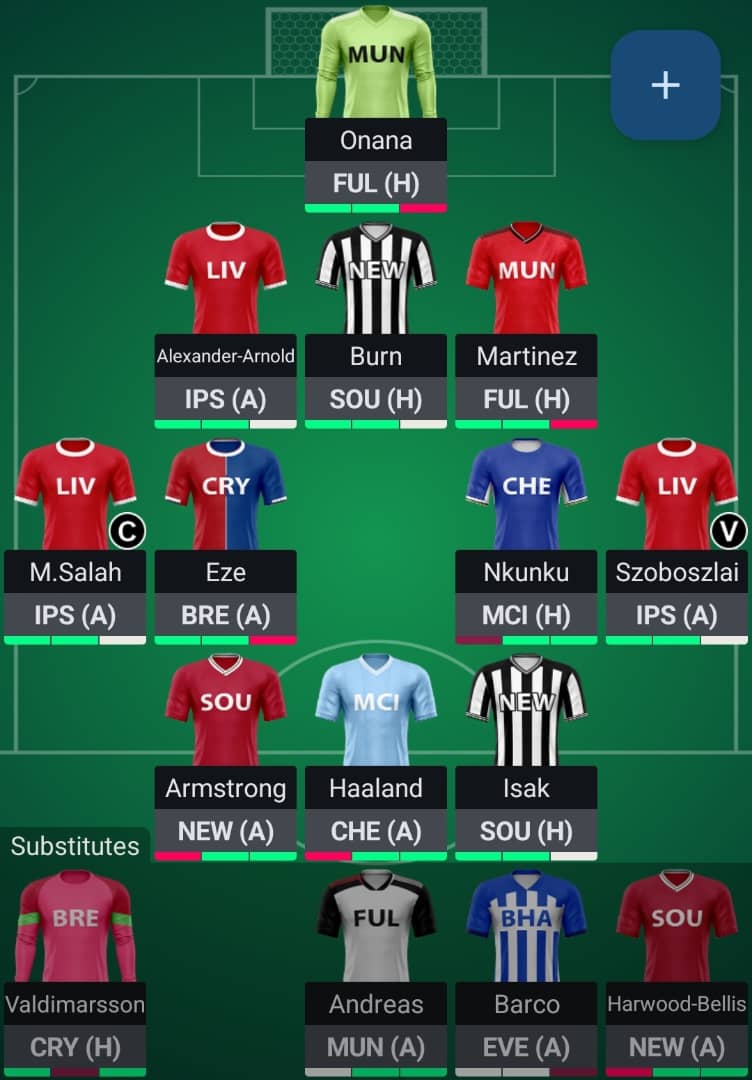 MUN
+
Onana
FUL (H)
LIV
NEW
MUN
Alexander-Arnold
Burn
Martinez
IPS (A)
SOU (H)
FUL (H)
LIV
CRY
CHE
LIV
C
V
M.Salah
Eze
Nkunku
Szoboszlai
IPS (A)
BRE (A)
MCI (H)
IPS (A)
SOU
MCI
NEW
Armstrong
Haaland
Isak
NEW (A)
CHE (A)
SOU (H)
Substitutes
BRE
FUL
BHA
SOU
Valdimarsson
Andreas
Barco
Harwood-Bellis
CRY (H)
MUN (A)
EVE (A)
NEW (A)